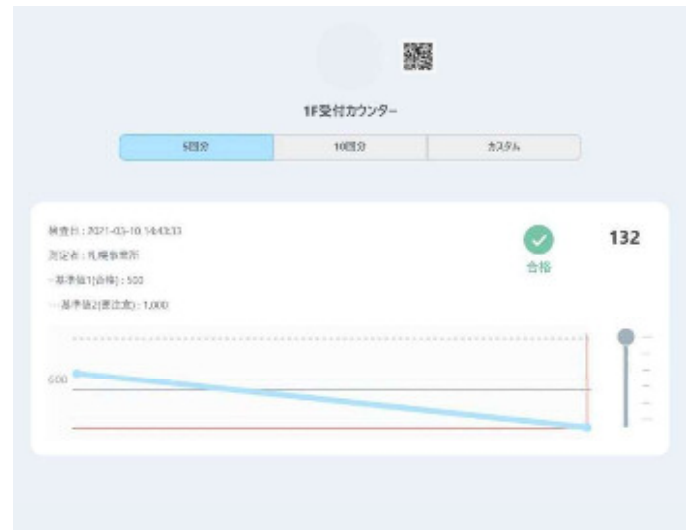 1F受付カウンター
5回分
10回分
カスタム
検査日 : 2021-03-10 14:43:33
測定者 : 札幌事業所
132
合格
-基準値1(合格) : 500
--基準値2(要注意) : 1,000
600